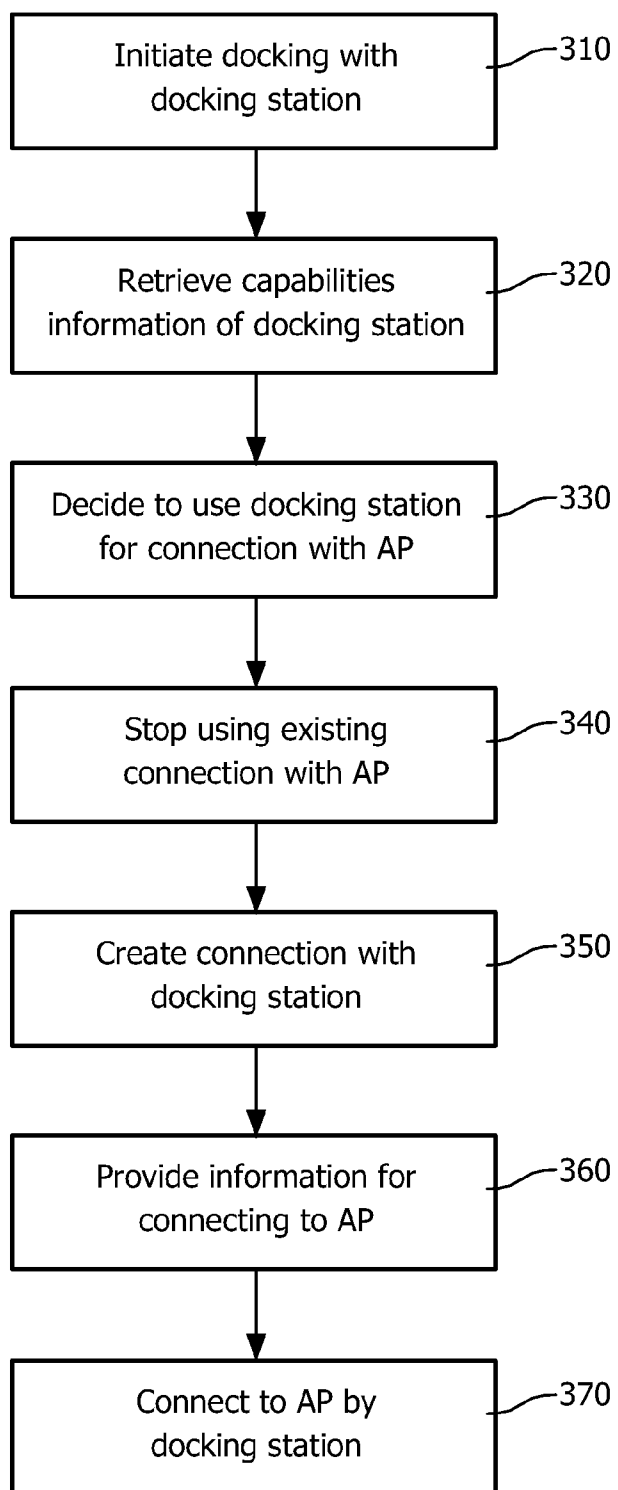 Initiate docking with
docking station
310
Retrieve capabilities
information of docking station
320
Decide to use docking station
for connection with AP
330
Stop using existing
connection with AP
340
Create connection with
docking station
350
Provide information for
connecting to AP
360
Connect to AP by
docking station
370